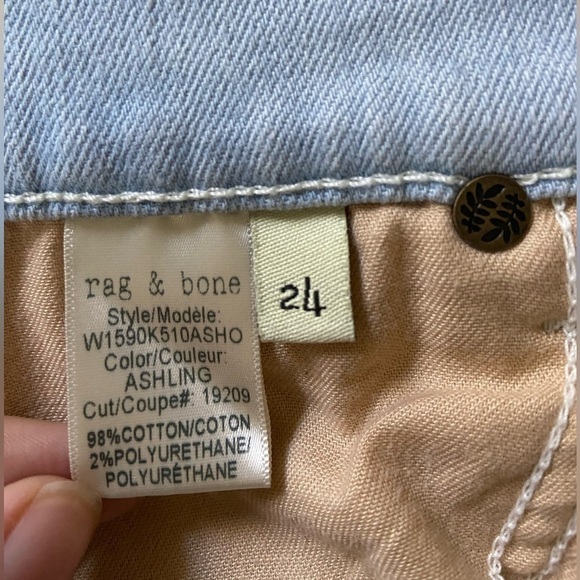 rag & bone
Style/Modèle:
W1590K510ASHO
Color/Couleur:
ASHLING
Cut/Coupe#: 19209
98%COTTON/COTON
2%POLYURETHANE/
POLYURÉTHANE
24